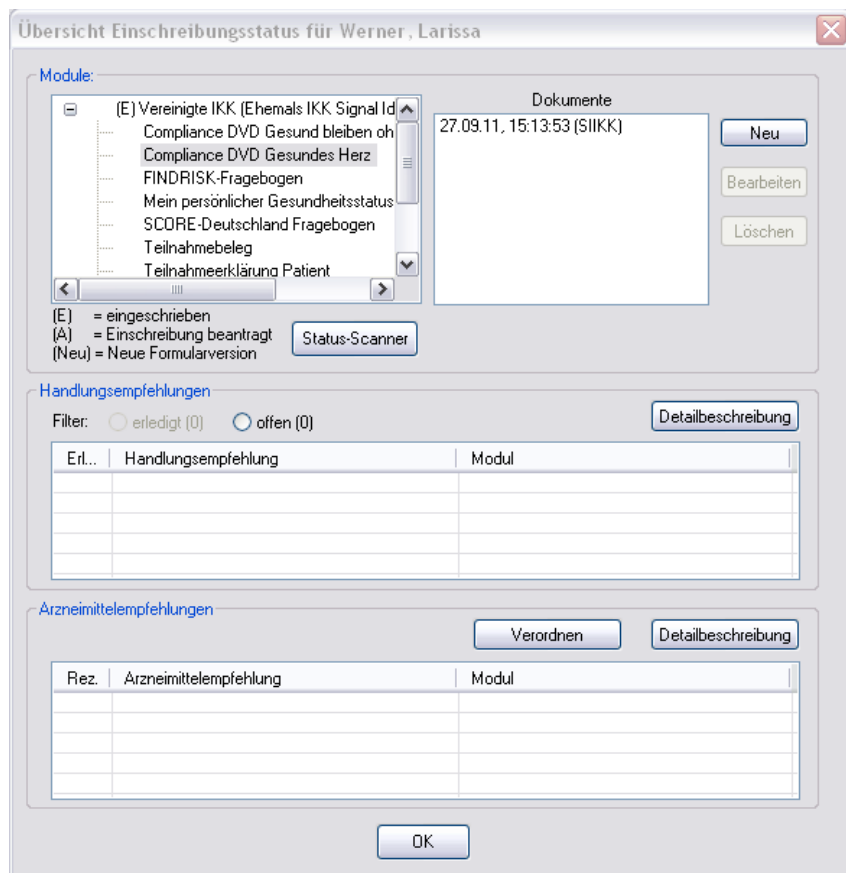 Übersicht Einschreibungsstatus für Werner, Larissa
Module:
(E) Vereinigte IKK (Ehemals IKK Signal Id
Compliance DVD Gesund bleiben oh
Compliance DVD Gesundes Herz
FINDRISK-Fragebogen
Mein persönlicher Gesundheitsstatus
SCORE-Deutschland Fragebogen
Teilnahmebeleg
Teilnahmeerklärung Patient
(E) = eingeschrieben
(A) = Einschreibung beantragt
(Neu) = Neue Formularversion
Status-Scanner
Dokumente
27.09.11, 15:13:53 (SIIKK)
Neu
Bearbeiten
Löschen
Handlungsempfehlungen
Filter: erledigt (0) offen (0) Detailbeschreibung
Erl... Handlungsempfehlung Modul
Arzneimittelempfehlungen
Verordnen Detailbeschreibung
Rez. Arzneimittelempfehlung Modul
OK